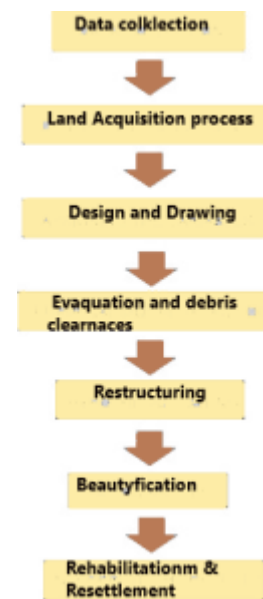 Data colklection
Land Acquisition process
Design and Drawing
Evaquation and debris
clearnaces
Restructuring
Beautyfication
Rehabilitationm &
Resettlement